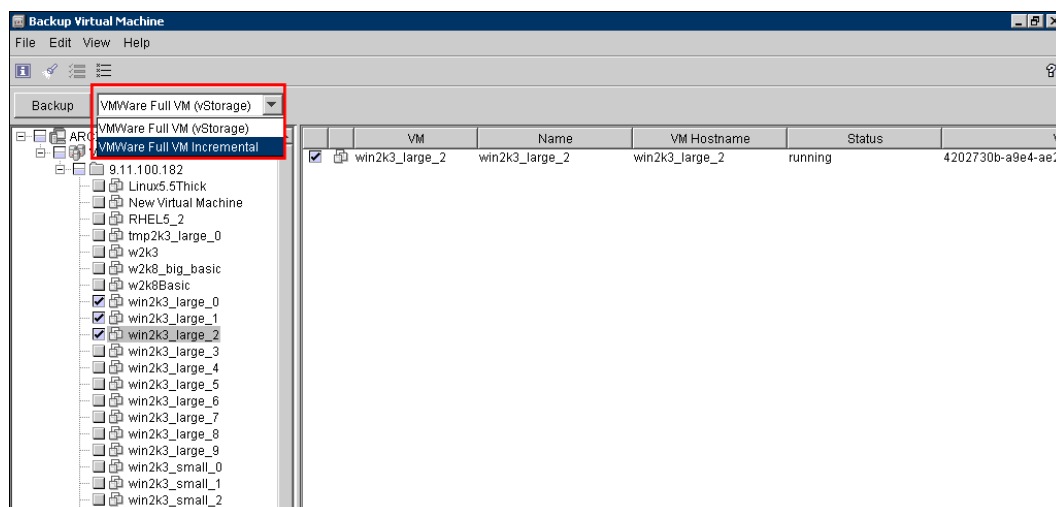 Backup Virtual Machine
File Edit View Help
Backup VMWare Full VM (vStorage)
VMWare Full VM (vStorage)
VMWare Full VM Incremental
VM Name VM Hostname Status
win2k3_large_2 win2k3_large_2 win2k3_large_2 running 4202730b-a9e4-ae2
9.11.100.182
Linux5.5Thick
New Virtual Machine
RHEL5_2
tmp2k3_large_0
w2k3
w2k8_big_basic
w2k8Basic
win2k3_large_0
win2k3_large_1
win2k3_large_2
win2k3_large_3
win2k3_large_4
win2k3_large_5
win2k3_large_6
win2k3_large_7
win2k3_large_8
win2k3_large_9
win2k3_small_0
win2k3_small_1
win2k3_small_2